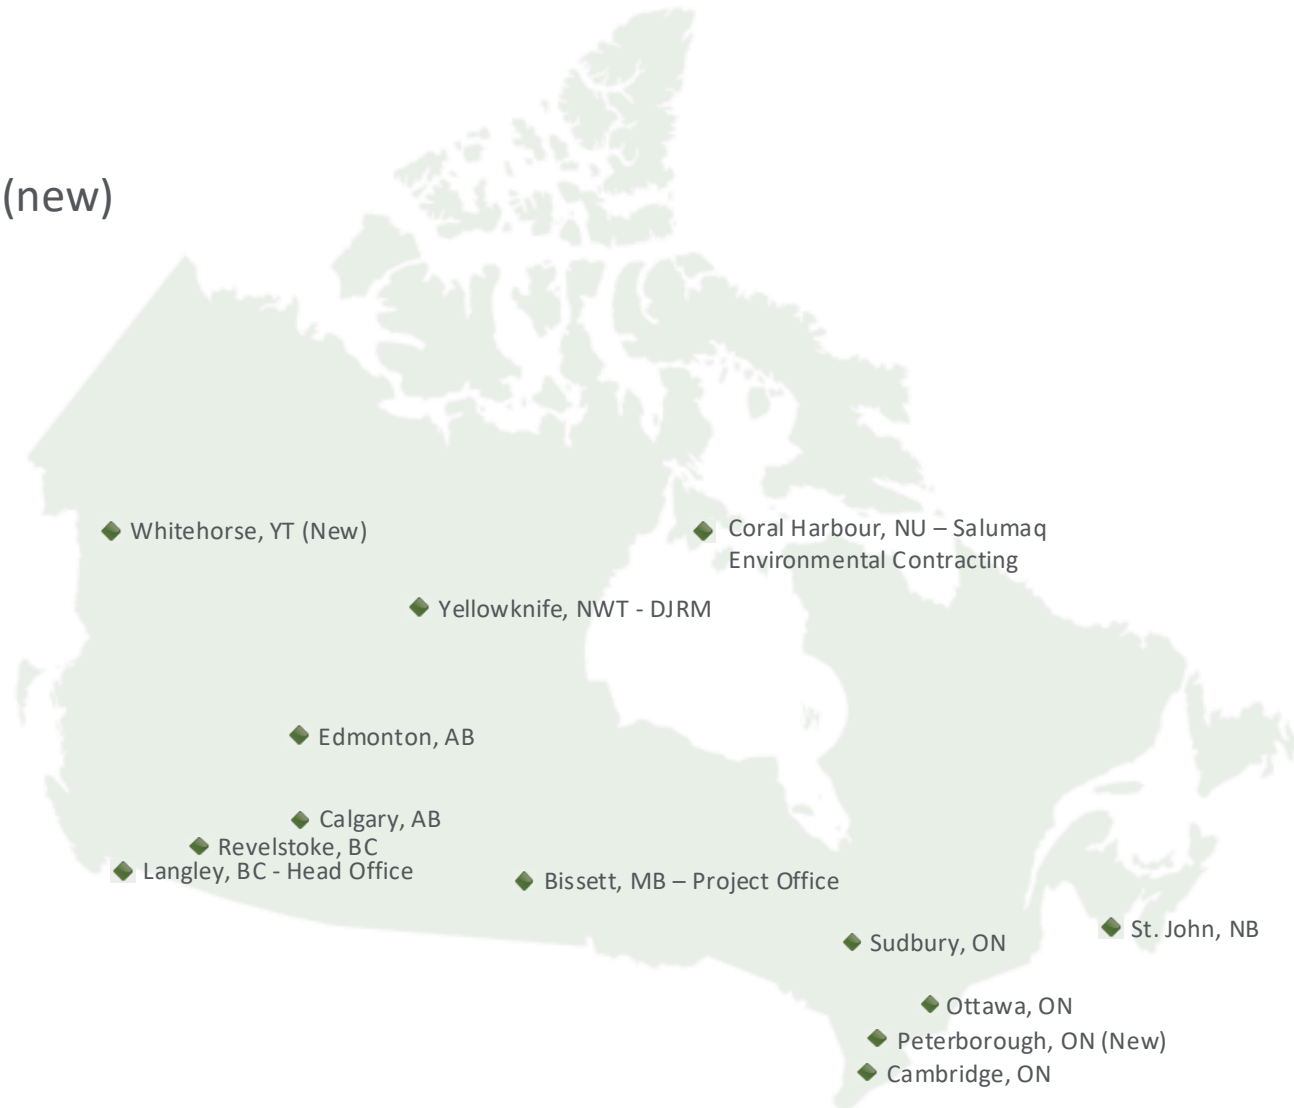 (new)
Whitehorse, YT (New)
Coral Harbour, NU – Salumaq
Environmental Contracting
Yellowknife, NWT - DJRM
Edmonton, AB
Calgary, AB
Revelstoke, BC
Langley, BC - Head Office
Bissett, MB – Project Office
St. John, NB
Sudbury, ON
Ottawa, ON
Peterborough, ON (New)
Cambridge, ON